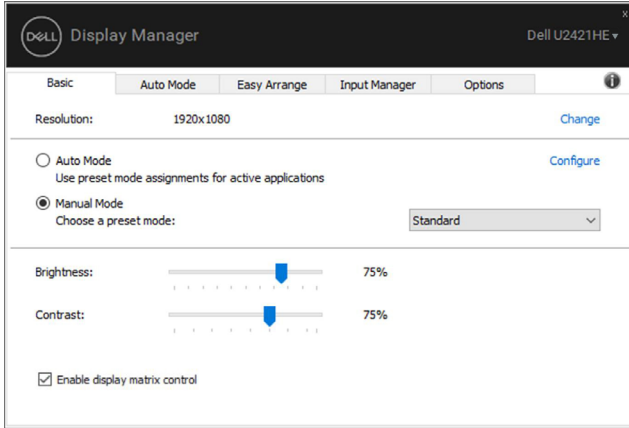 x
DELL Display Manager Dell U2421HE
Basic Auto Mode Easy Arrange Input Manager Options
Resolution: 1920x1080 Change
Auto Mode Configure
Use preset mode assignments for active applications
Manual Mode
Choose a preset mode: Standard
Brightness: 75%
Contrast: 75%
Enable display matrix control